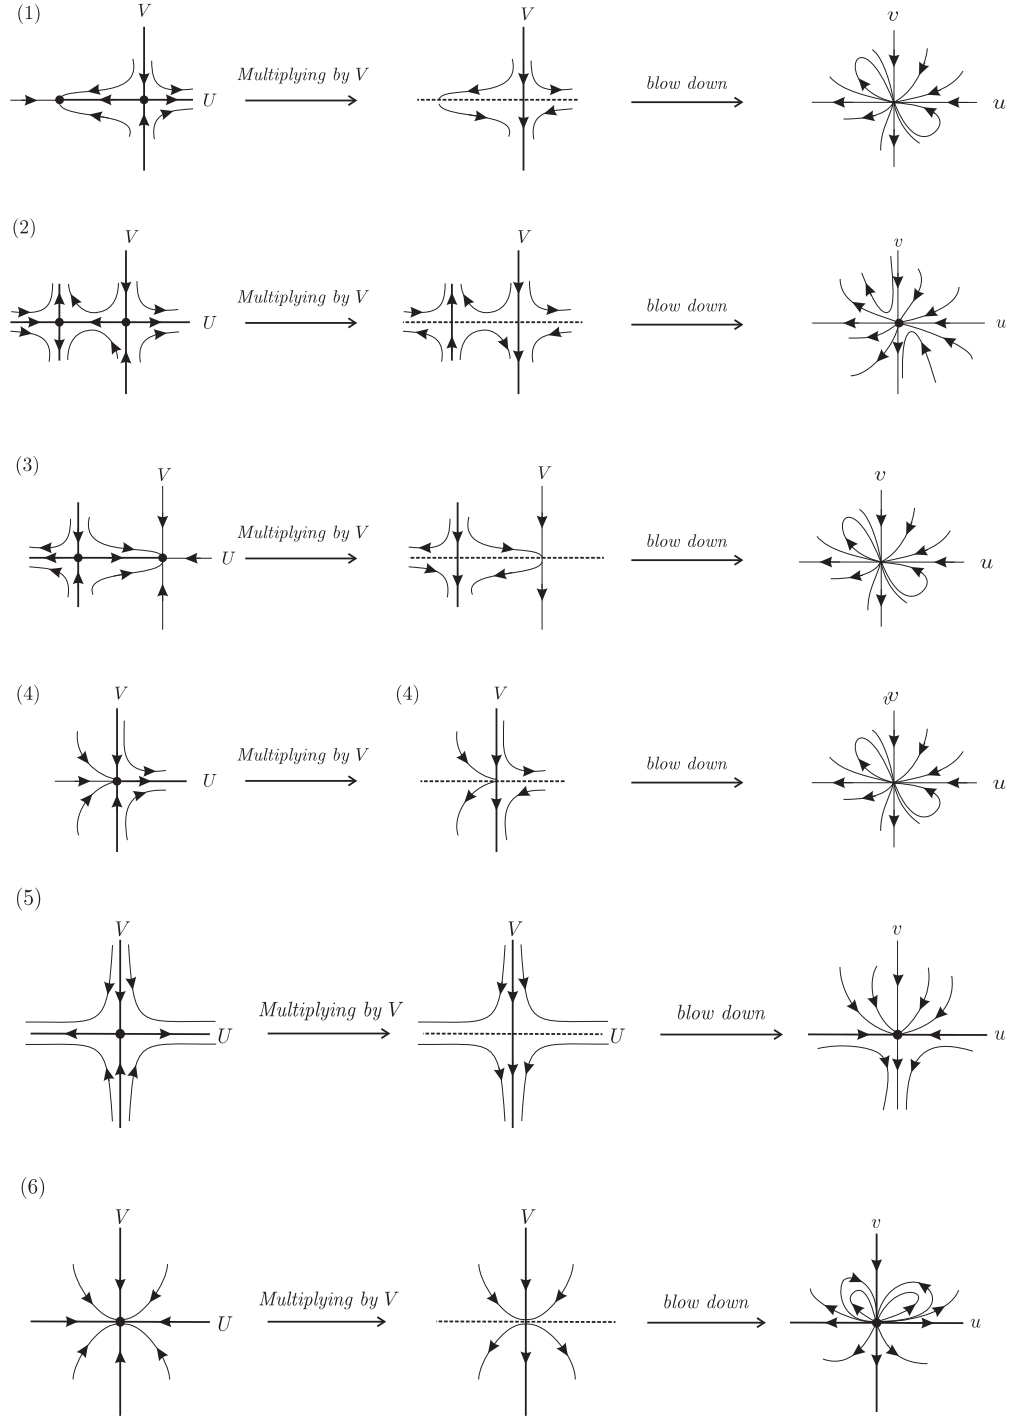 (1) V V v
Multiplying by V blow down
U u
(2) V V v
Multiplying by V blow down
U u
(3) V V v
Multiplying by V blow down
U u
(4) V (4) V vv
Multiplying by V blow down
U u
(5)
V V v
Multiplying by V blow down
U U u
(6)
V V v
Multiplying by V blow down
U u